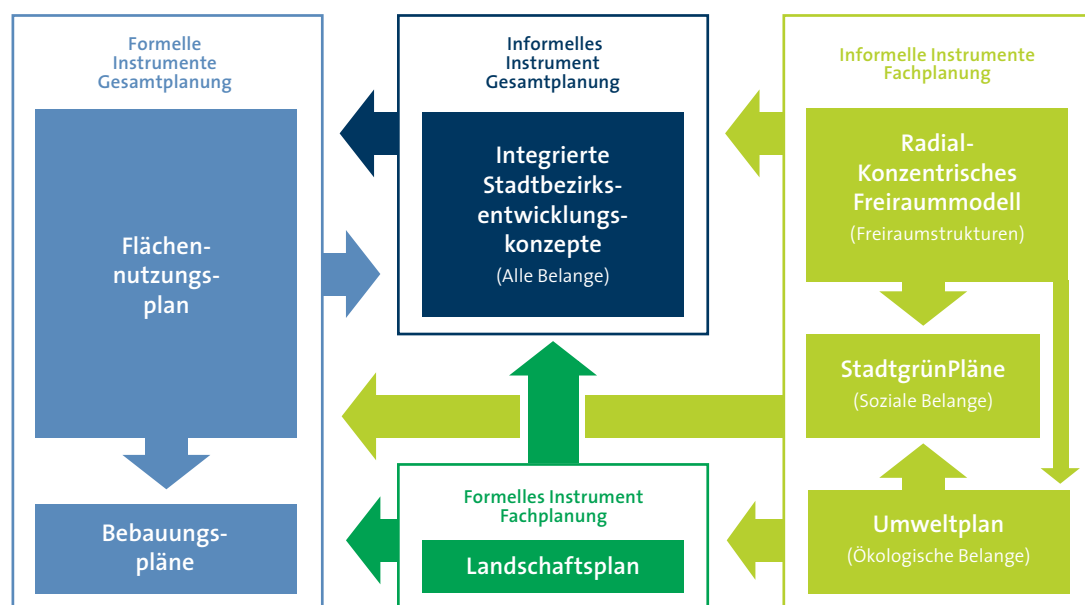 Formelle
Instrumente
Gesamtplanung
Flächen-
nutzungs-
plan
Bebauungs-
pläne
Informelles
Instrument
Gesamtplanung
Integrierte
Stadtbezirks-
entwicklungs-
konzepte
(Alle Belange)
Formelles Instrument
Fachplanung
Landschaftsplan
Informelle Instrumente
Fachplanung
Radial-
Konzentrisches
Freiraummodell
(Freiraumstrukturen)
StadtgrünPläne
(Soziale Belange)
Umweltplan
(Ökologische Belange)